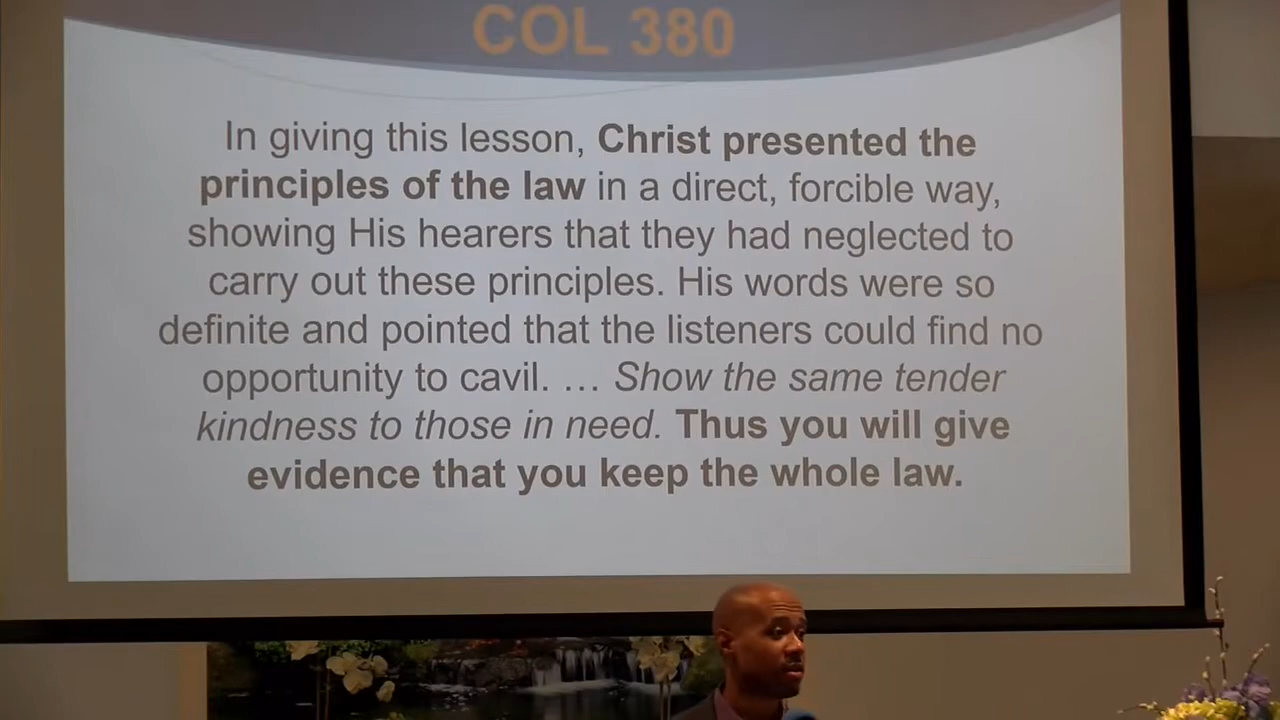 COL 380
In giving this lesson, Christ presented the
principles of the law in a direct, forcible way,
showing His hearers that they had neglected to
carry out these principles. His words were so
definite and pointed that the listeners could find no
opportunity to cavil. … Show the same tender
kindness to those in need. Thus you will give
evidence that you keep the whole law.